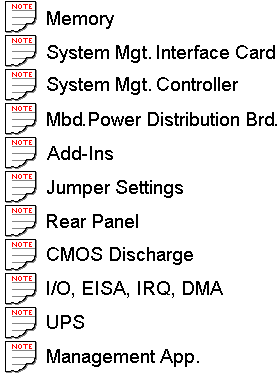 NOTE Memory
NOTE System Mgt. Interface Card
NOTE System Mgt. Controller
NOTE Mbd.Power Distribution Brd.
NOTE Add-Ins
NOTE Jumper Settings
NOTE Rear Panel
NOTE CMOS Discharge
NOTE I/O, EISA, IRQ, DMA
NOTE UPS
NOTE Management App.